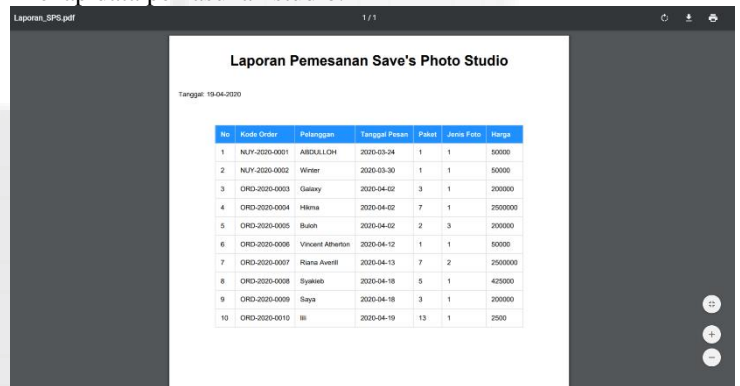 Laporan_SPS.pdf 1 / 1
Laporan Pemesanan Save's Photo Studio
Tanggal: 19-04-2020
No Kode Order Pelanggan Tanggal Pesan Paket Jenis Foto Harga
1 NUY-2020-0001 ABDULLOH 2020-03-24 1 1 50000
2 NUY-2020-0002 Winter 2020-03-30 1 1 50000
3 ORD-2020-0003 Galaxy 2020-04-02 3 1 200000
4 ORD-2020-0004 Hikma 2020-04-02 7 1 2500000
5 ORD-2020-0005 Buloh 2020-04-02 2 3 200000
6 ORD-2020-0006 Vincent Atherton 2020-04-12 1 1 50000
7 ORD-2020-0007 Riana Averill 2020-04-13 7 2 2500000
8 ORD-2020-0008 Syakieb 2020-04-18 5 1 425000
9 ORD-2020-0009 Saya 2020-04-18 3 1 200000
10 ORD-2020-0010 2020-04-19 13 1 2500